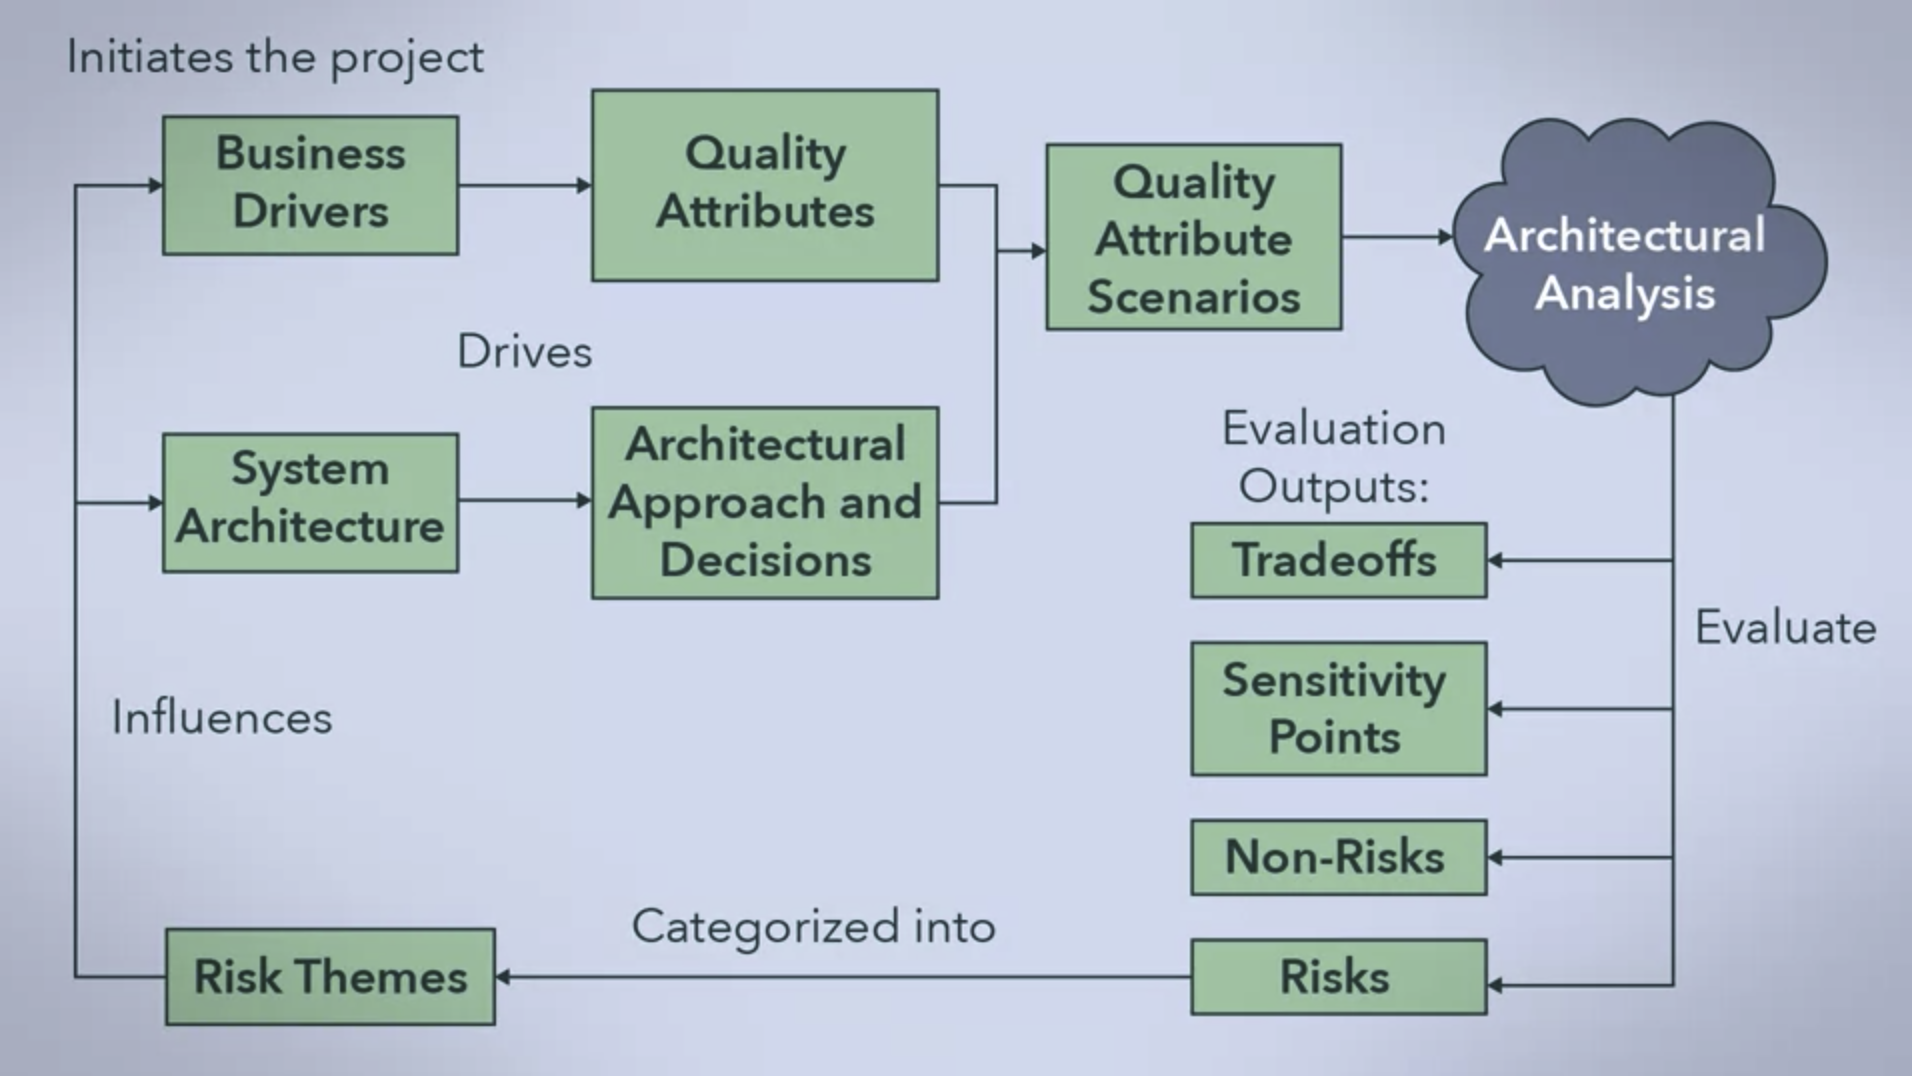 Initiates the project
Business
Drivers
Quality
Attributes
Quality
Attribute
Scenarios
Architectural
Analysis
Drives
System
Architecture
Architectural
Approach and
Decisions
Evaluation
Outputs:
Tradeoffs
Evaluate
Sensitivity
Points
Influences
Non-Risks
Categorized into
Risk Themes
Risks